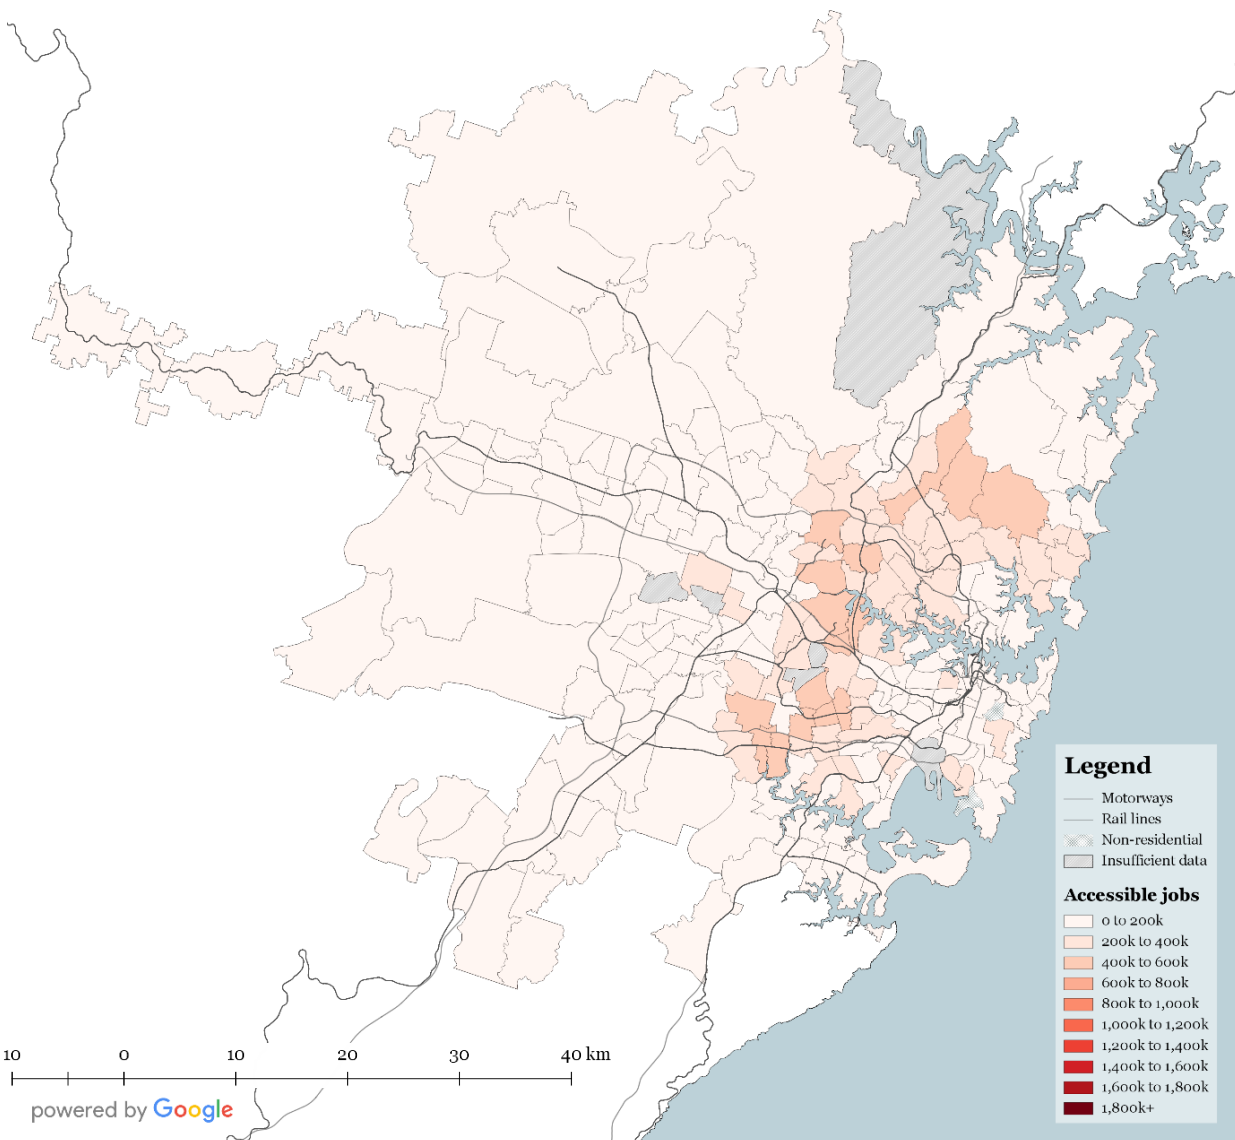 Legend
Motorways
Rail lines
Non-residential
Insufficient data
Accessible jobs
0 to 200k
200k to 400k
400k to 600k
600k to 800k
800k to 1,000k
1,000k to 1,200k
1,200k to 1,400k
1,400k to 1,600k
1,600k to 1,800k
1,800k+
10 0 10 20 30 40 km
powered by Google